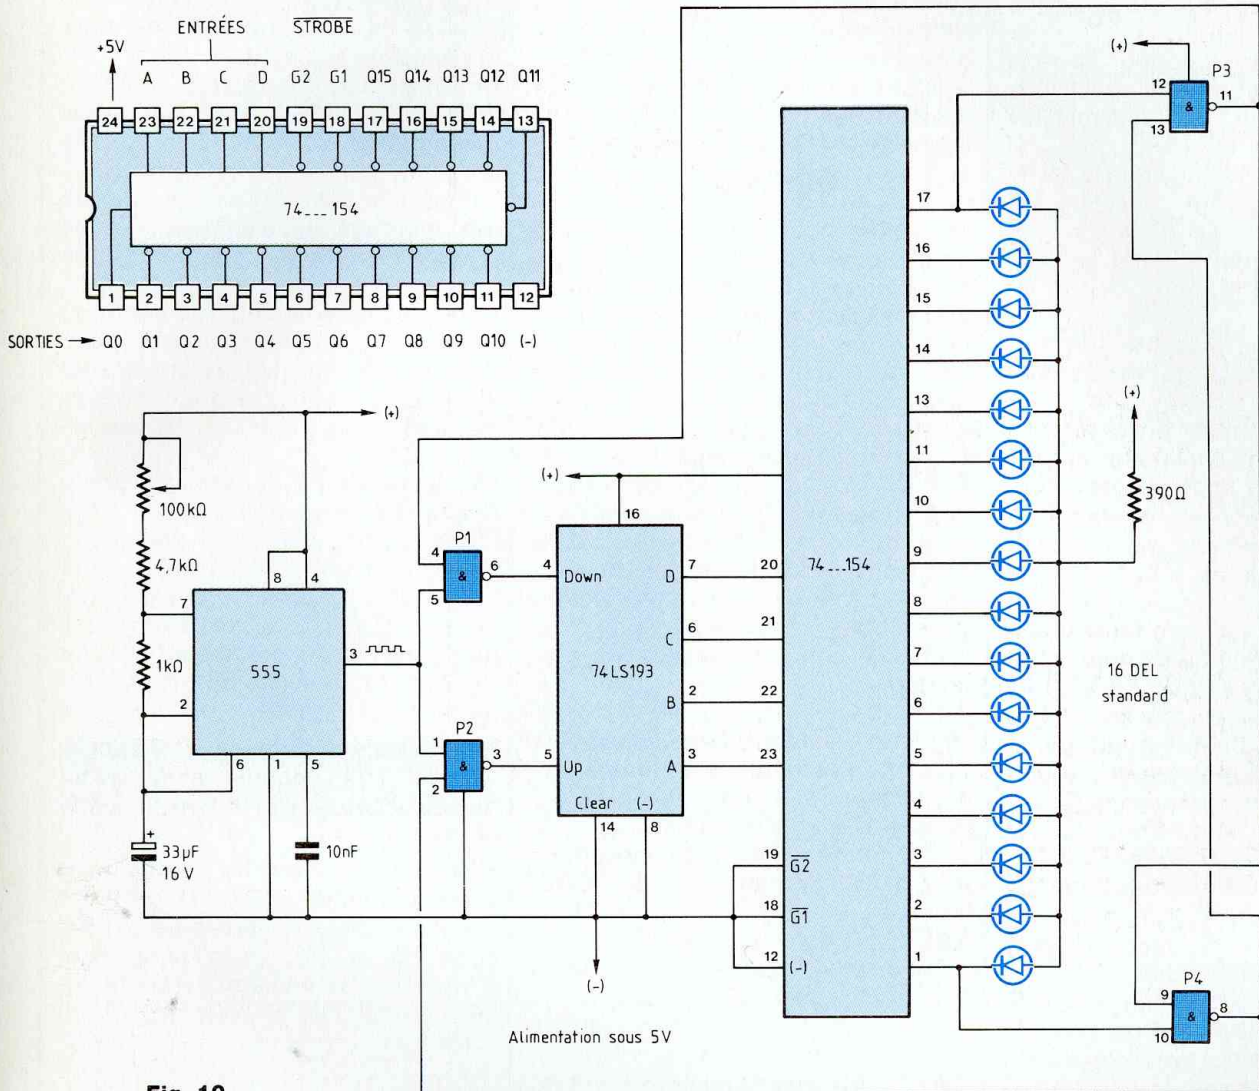 ENTRÉES STROBE
+5V A B C D G2 G1 Q15 Q14 Q13 Q12 Q11
24 23 22 21 20 19 18 17 16 15 14 13
74___154
1 2 3 4 5 6 7 8 9 10 11 12
SORTIES Q0 Q1 Q2 Q3 Q4 Q5 Q6 Q7 Q8 Q9 Q10 (-)
(+)
100kΩ
4,7kΩ
7
1kΩ
2
8 4
555
3
6 1 5
+
33µF
16 V
10nF
P1
4
5
&
6
P2
1
2
&
3
(+)
16
4 Down D 7
C 6
74LS193
B 2
5 Up A 3
Clear (-)
14 8
(-)
20
21
22
23
74___154
19 G2
18 G1
12 (-)
17
16
15
14
13
11
10
9
8
7
6
5
4
3
2
1
(+)
P3
12
13
&
11
(+)
390Ω
16 DEL
standard
P4
9
10
&
8
Alimentation sous 5V